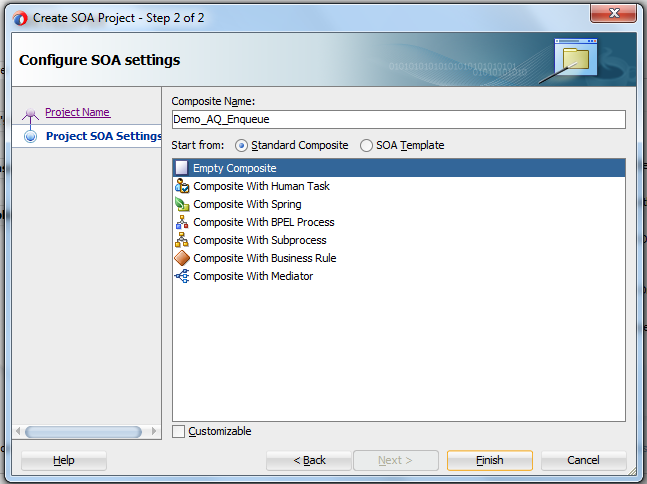 Create SOA Project - Step 2 of 2
Configure SOA settings
Project Name
Project SOA Settings
Composite Name:
Demo_AQ_Enqueue
Start from: Standard Composite SOA Template
Empty Composite
Composite With Human Task
Composite With Spring
Composite With BPEL Process
Composite With Subprocess
Composite With Business Rule
Composite With Mediator
Customizable
Help < Back Next > Finish Cancel